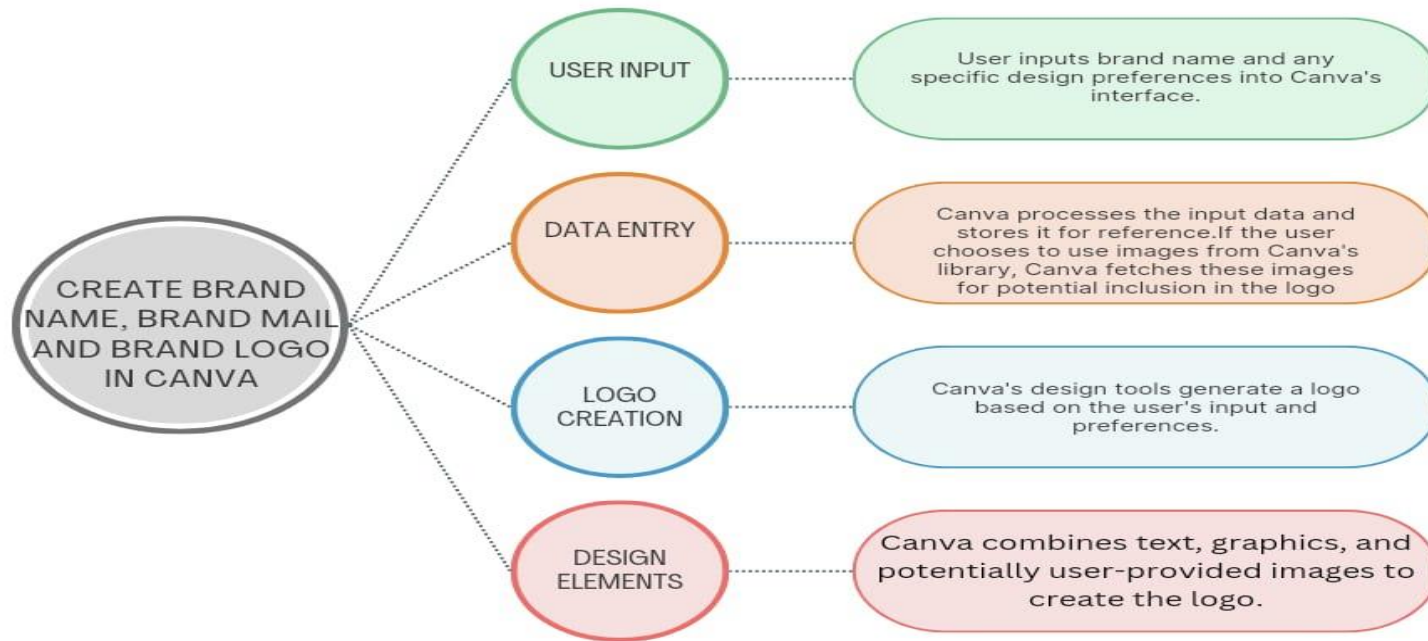 CREATE BRAND
NAME, BRAND MAIL
AND BRAND LOGO
IN CANVA
USER INPUT
User inputs brand name and any
specific design preferences into Canva's
interface.
DATA ENTRY
Canva processes the input data and
stores it for reference.If the user
chooses to use images from Canva's
library, Canva fetches these images
for potential inclusion in the logo
LOGO
CREATION
Canva's design tools generate a logo
based on the user's input and
preferences.
DESIGN
ELEMENTS
Canva combines text, graphics, and
potentially user-provided images to
create the logo.